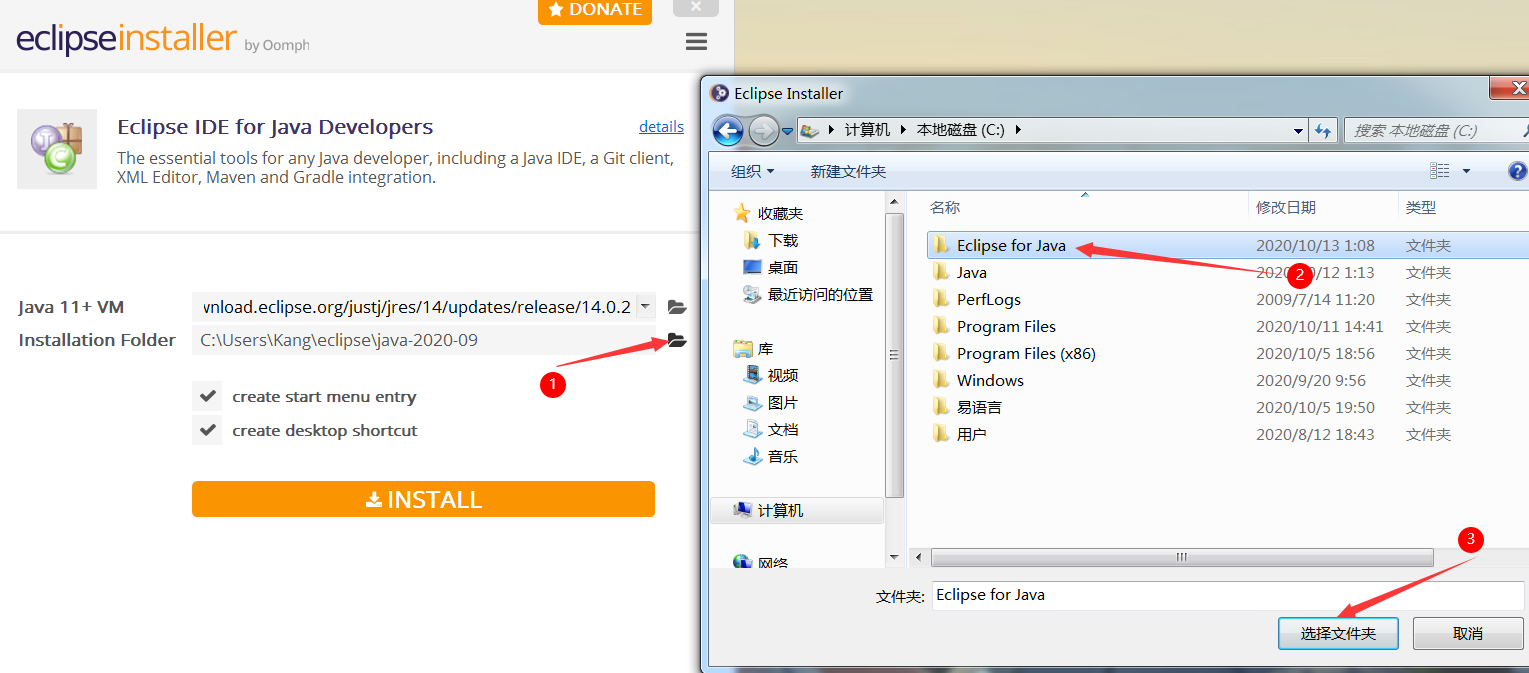 DONATE
eclipseinstaller by Oomph
Eclipse IDE for Java Developers
details
The essential tools for any Java developer, including a Java IDE, a Git client,
XML Editor, Maven and Gradle integration.
Java 11+ VM
wnload.eclipse.org/justj/jres/14/updates/release/14.0.2
Installation Folder
C:\Users\Kang\eclipse\java-2020-09
1
create start menu entry
create desktop shortcut
INSTALL
Eclipse Installer
计算机 本地磁盘 (C:)
搜索 本地磁盘 (C:)
组织
新建文件夹
收藏夹
下载
桌面
最近访问的位置
库
视频
图片
文档
音乐
计算机
网络
名称 修改日期 类型
Eclipse for Java 2020/10/13 1:08 文件夹
2
Java /12 1:13 文件夹
PerfLogs 2009/7/14 11:20 文件夹
Program Files 2020/10/11 14:41 文件夹
Program Files (x86) 2020/10/5 18:56 文件夹
Windows 2020/9/20 9:56 文件夹
易语言 2020/10/5 19:50 文件夹
用户 2020/8/12 18:43 文件夹
3
文件夹: Eclipse for Java
选择文件夹
取消